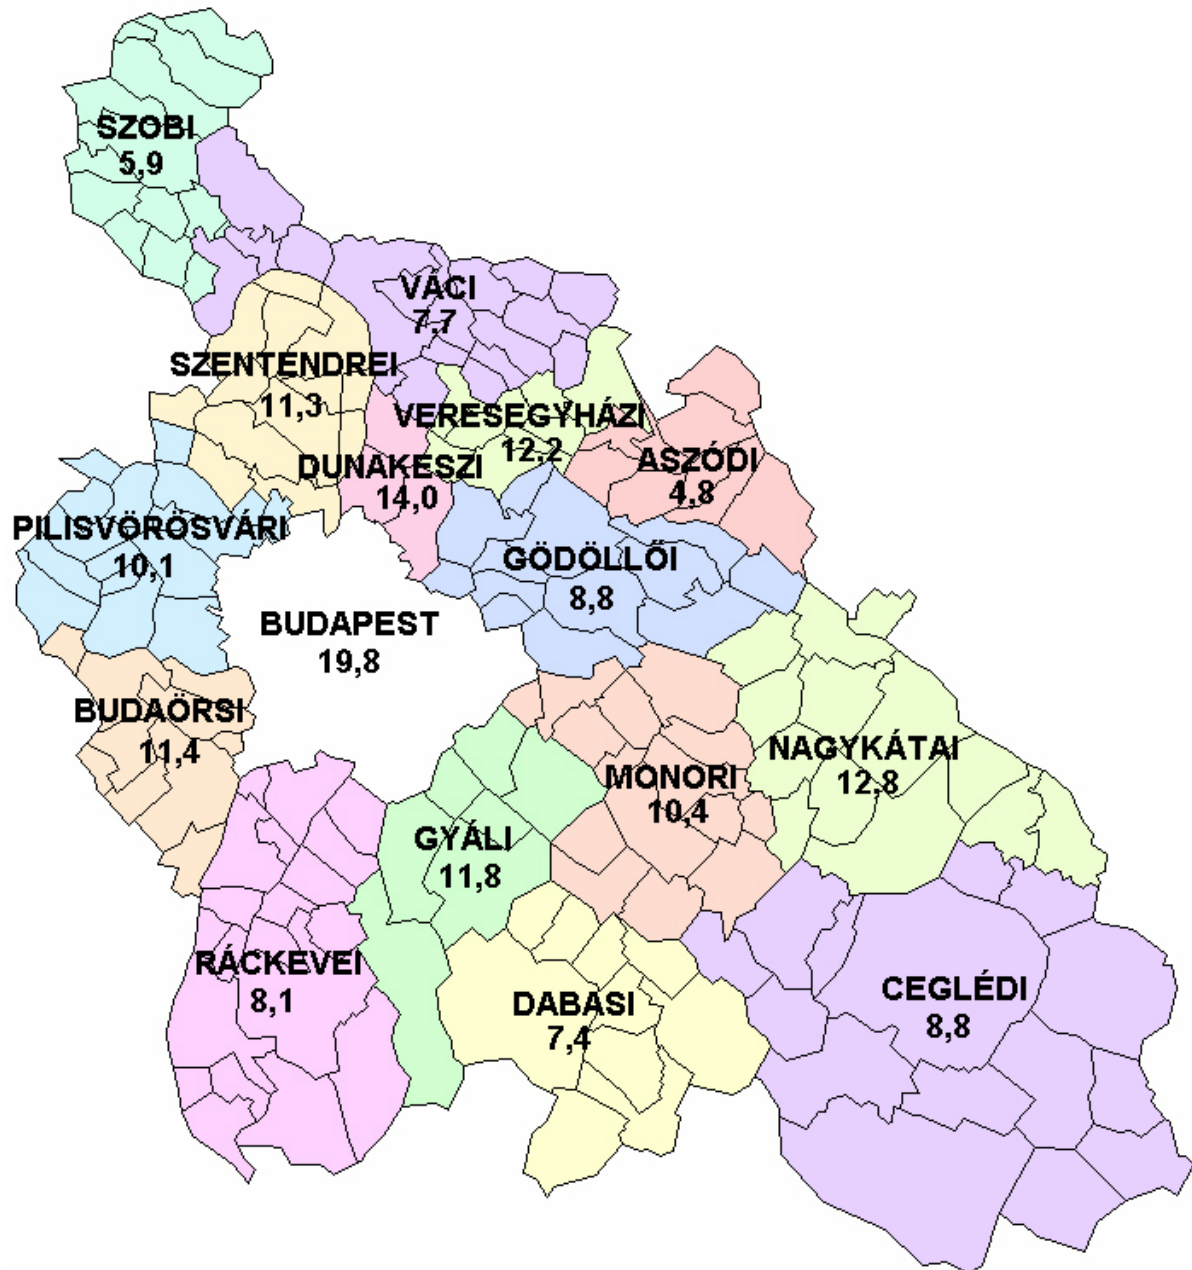 SZOBI
5,9
VÁCI
7,7
SZENTENDREI
11,3
VERESEGYHÁZI
12,2
DUNAKESZI
14,0
ASZÓDI
4,8
PILISVÖRÖSVÁRI
10,1
GÖDÖLLŐI
8,8
BUDAPEST
19,8
BUDAÖRSI
11,4
NAGYKÁTAI
12,8
MONORI
10,4
GYÁLI
11,8
RÁCKEVEI
8,1
DABASI
7,4
CEGLÉDI
8,8